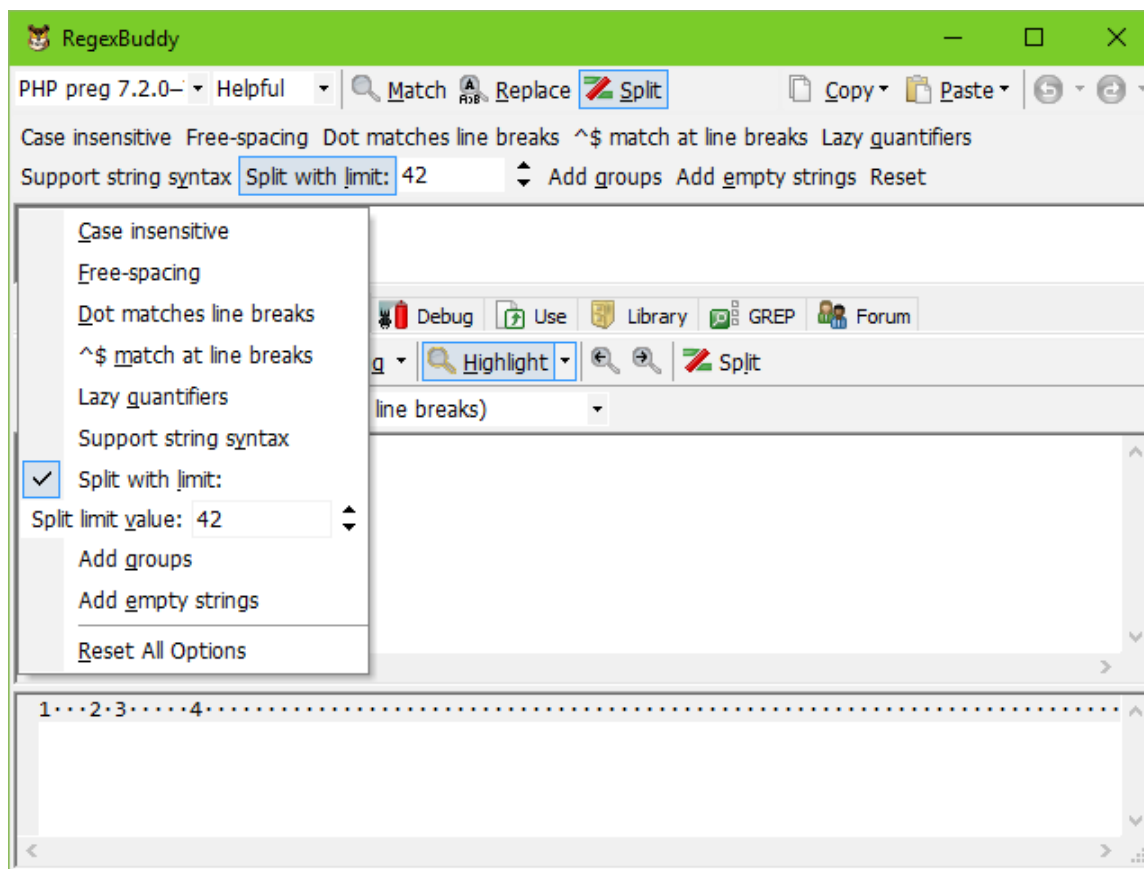 RegexBuddy
PHP preg 7.2.0– Helpful Match Replace Split Copy Paste
Case insensitive Free-spacing Dot matches line breaks ^$ match at line breaks Lazy quantifiers
Support string syntax Split with limit: 42 Add groups Add empty strings Reset
Case insensitive
Free-spacing
Dot matches line breaks
Debug Use Library GREP Forum
^$ match at line breaks
Highlight Split
Lazy quantifiers
line breaks)
Support string syntax
Split with limit:
Split limit value: 42
Add groups
Add empty strings
Reset All Options
1···2·3·····4··········································································